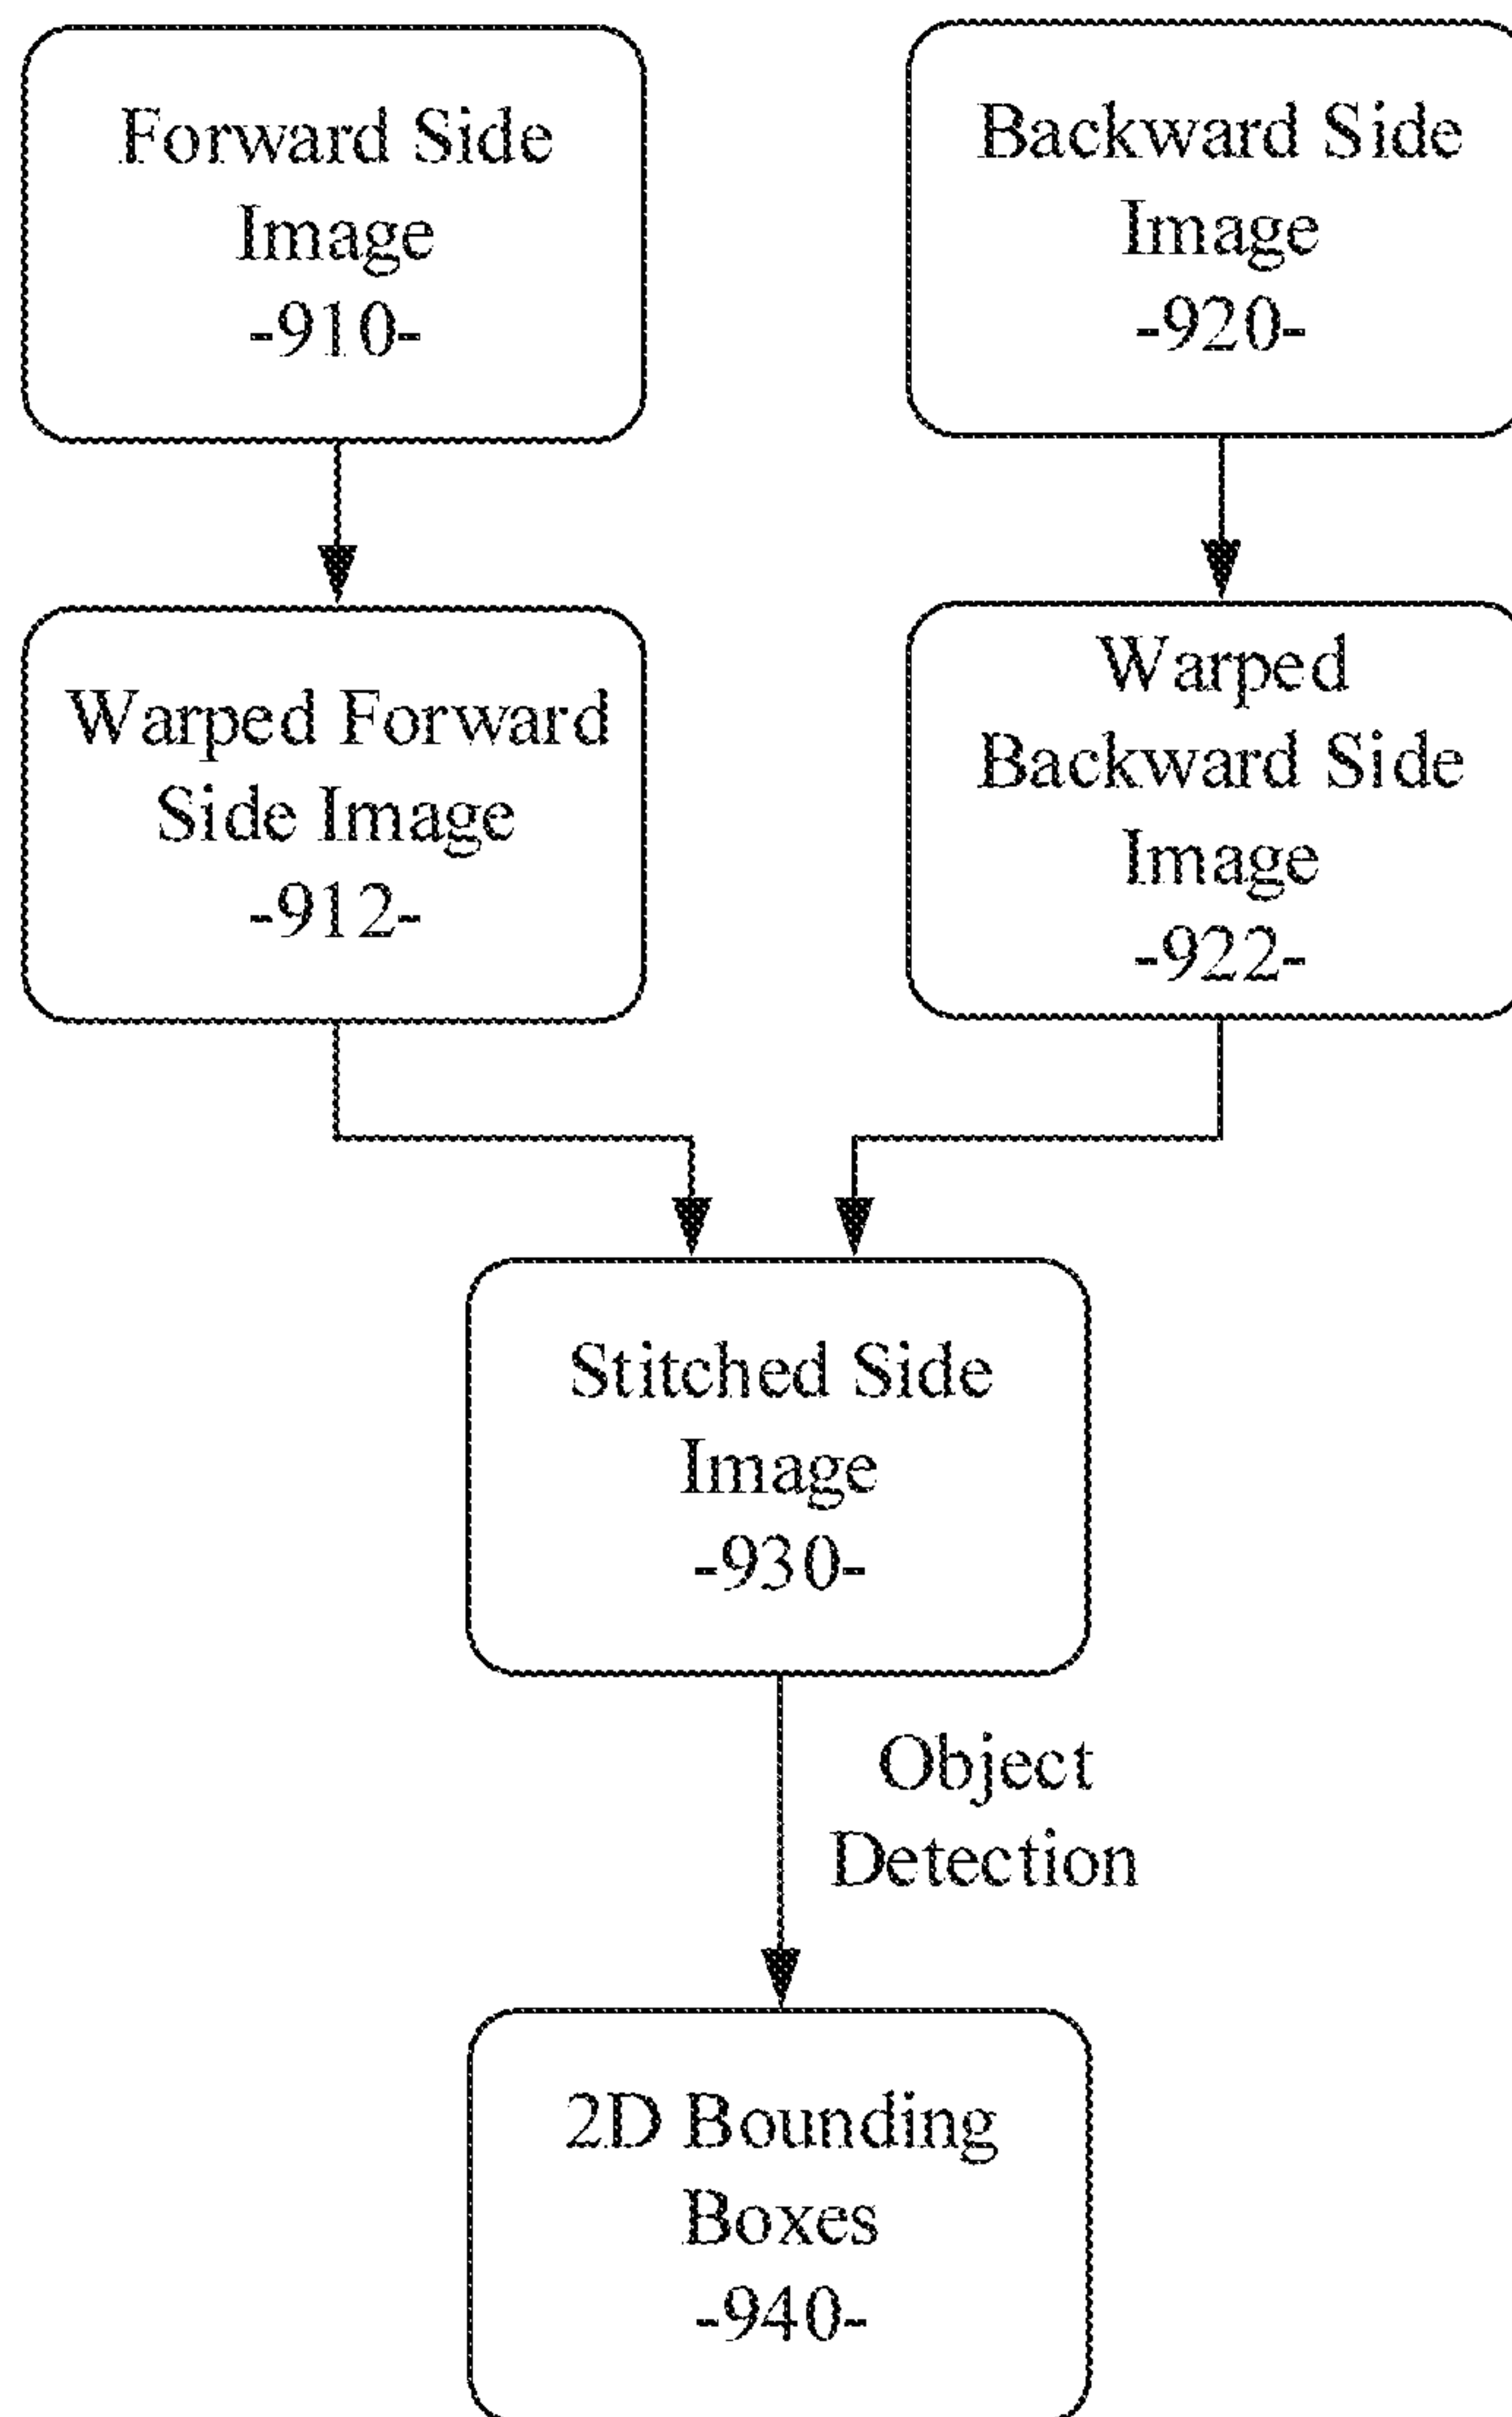 Forward Side
Image
-910-
Backward Side
Image
-920-
Warped Forward
Side Image
-912-
Warped
Backward Side
Image
-922-
Stitched Side
Image
-930-
Object
Detection
2D Bounding
Boxes
-940-